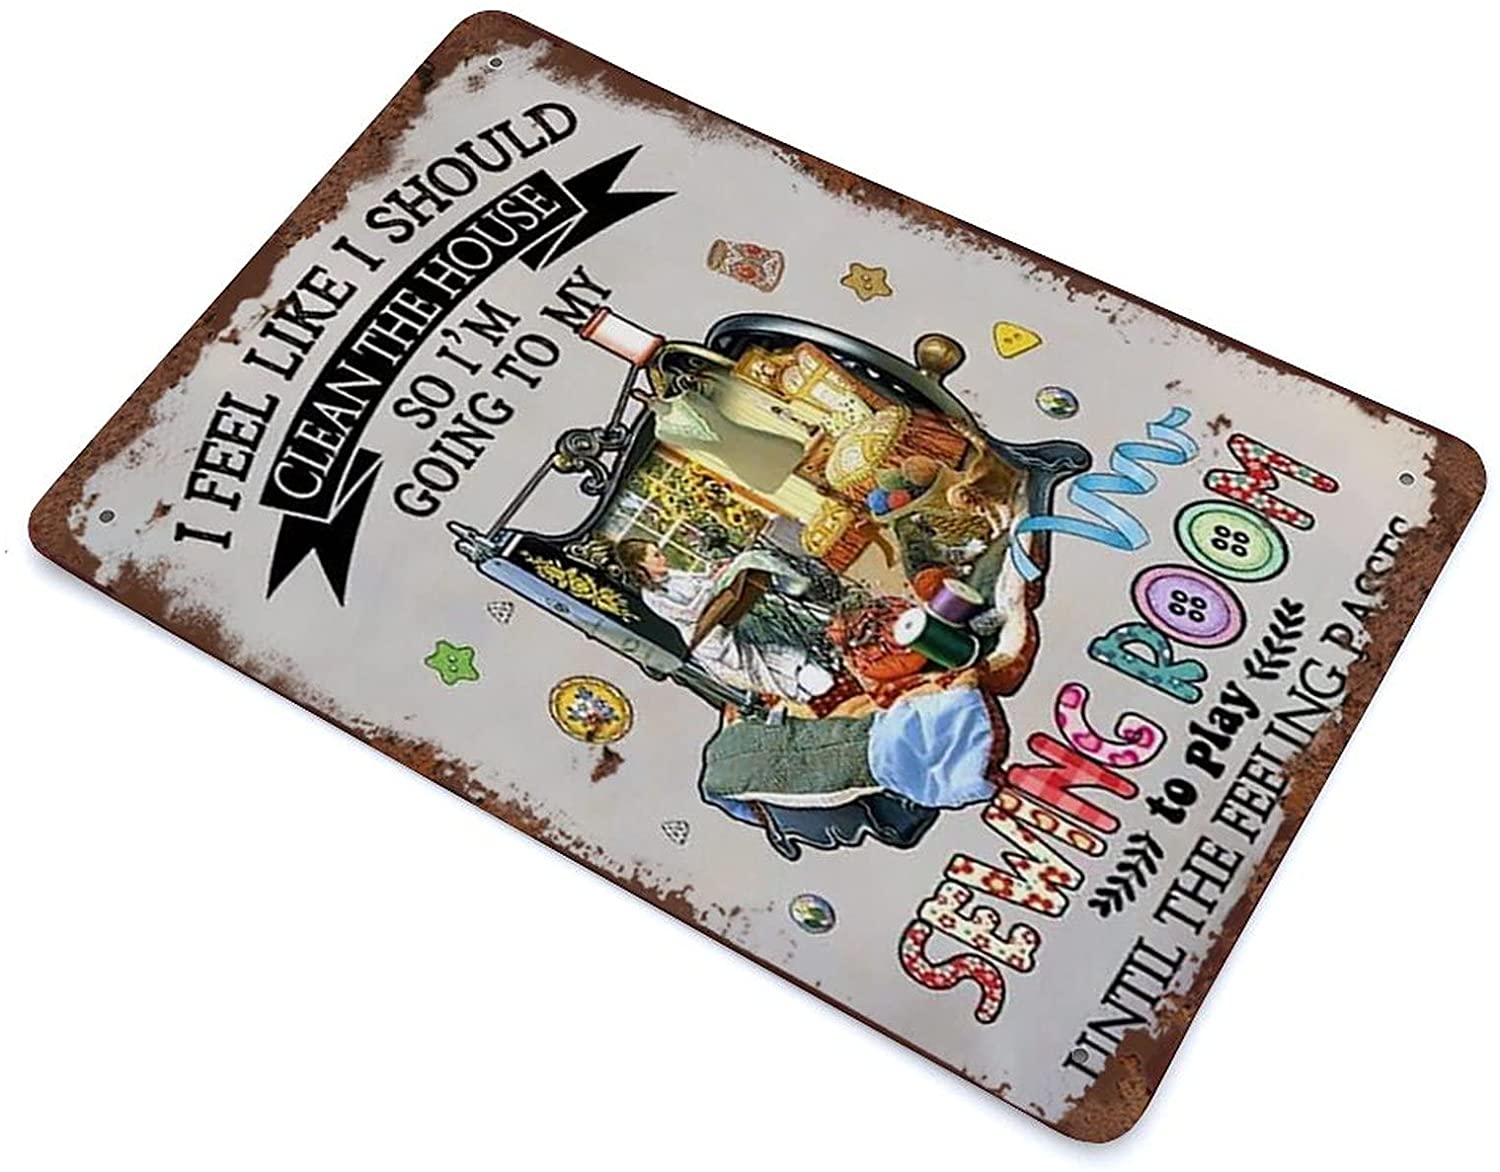 I FEEL LIKE I SHOULD
CLEAN THE HOUSE
SO I'M
GOING TO MY
SEWING ROOM
to Play
UNTIL THE FEELING PASSES